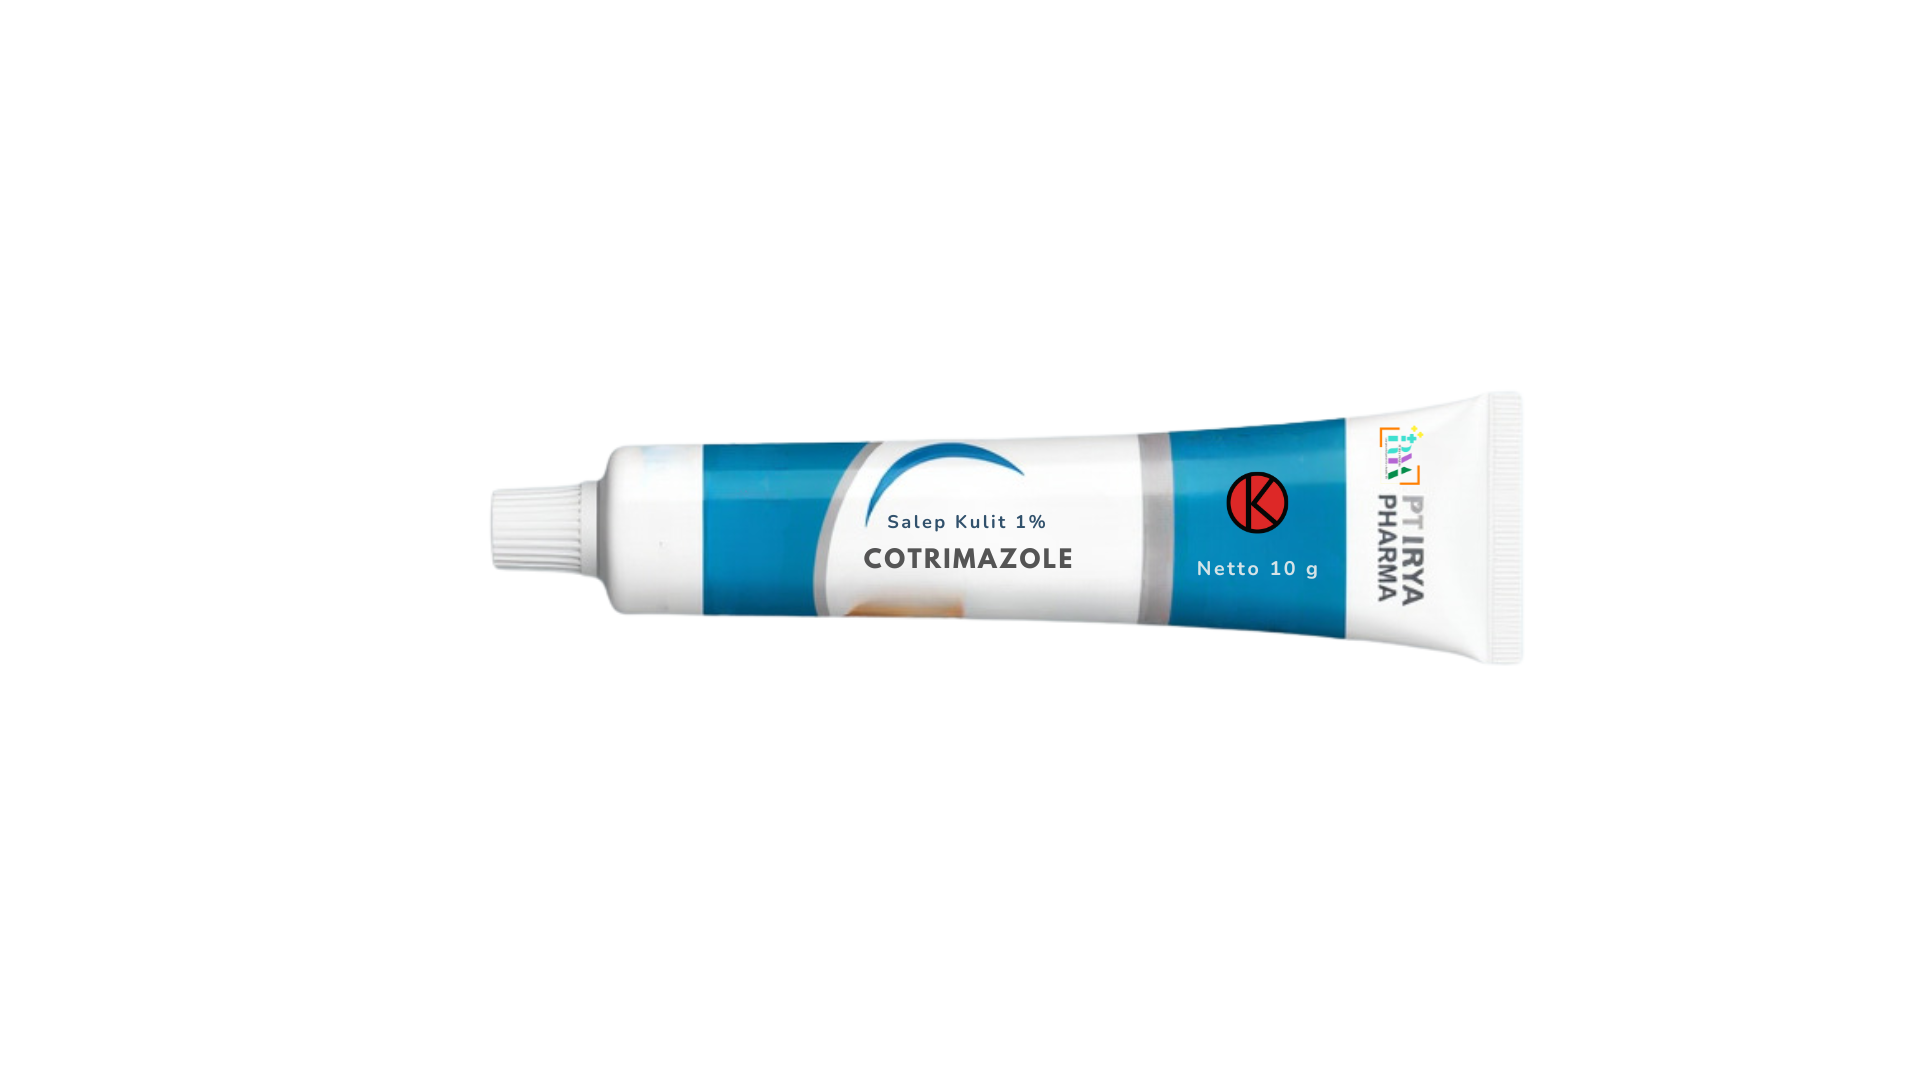 Salep Kulit 1%
COTRIMAZOLE
K
Netto 10 g
PT IRYA
PHARMA